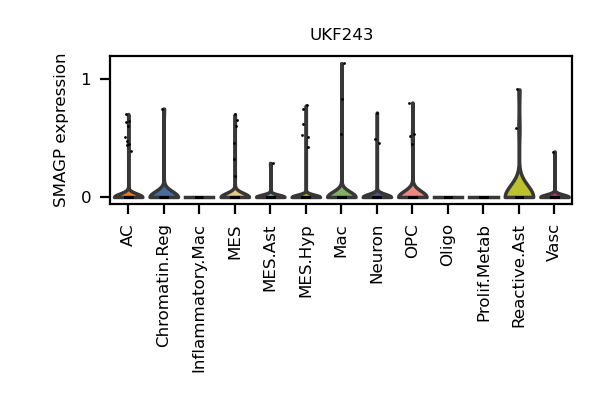 UKF243
SMAGP expression
1
0
AC
Chromatin.Reg
Inflammatory.Mac
MES
MES.Ast
MES.Hyp
Mac
Neuron
OPC
Oligo
Prolif.Metab
Reactive.Ast
Vasc